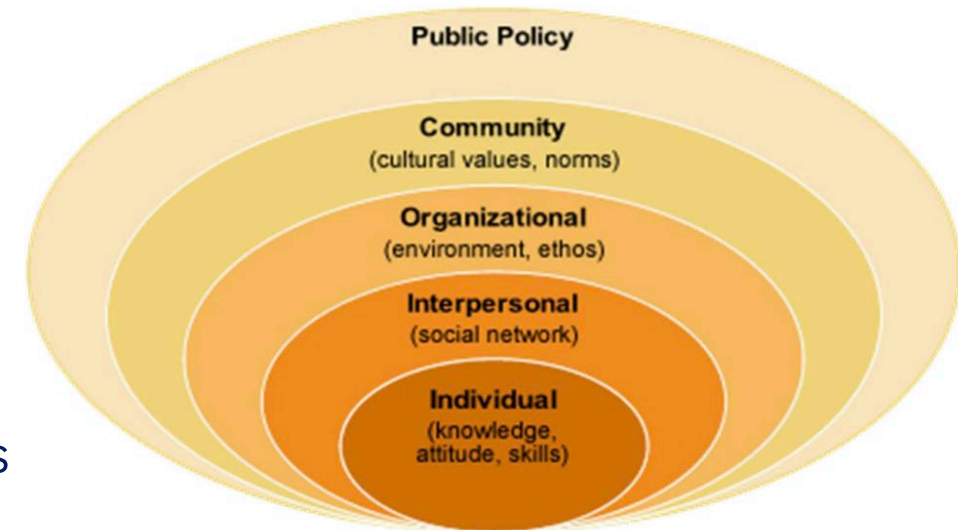 Public Policy
Community
(cultural values, norms)
Organizational
(environment, ethos)
Interpersonal
(social network)
Individual
(knowledge,
attitude, skills)
s